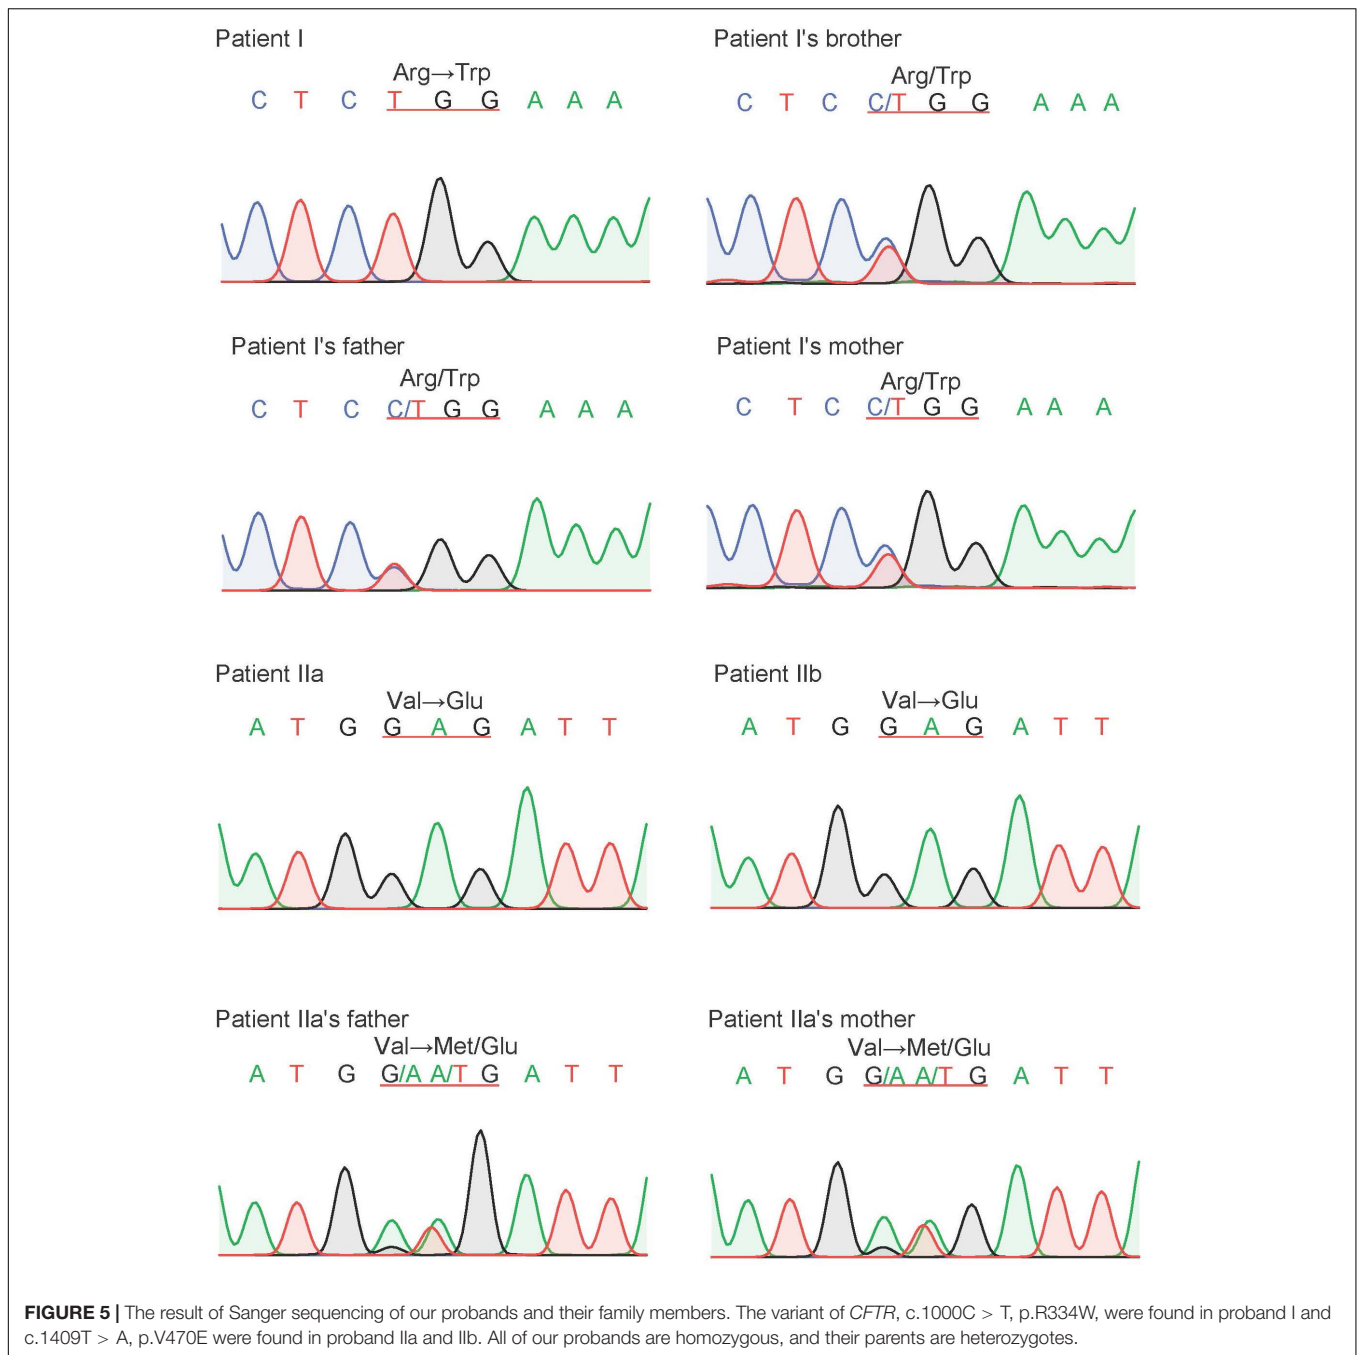 Patient I
Arg→Trp
C T C T G G A A A
Patient I's brother
Arg/Trp
C T C C/T G G A A A
Patient I's father
Arg/Trp
C T C C/T G G A A A
Patient I's mother
Arg/Trp
C T C C/T G G A A A
Patient IIa
Val→Glu
A T G G A G A T T
Patient IIb
Val→Glu
A T G G A G A T T
Patient IIa's father
Val→Met/Glu
A T G G/A A/T G A T T
Patient IIa's mother
Val→Met/Glu
A T G G/A A/T G A T T
FIGURE 5 | The result of Sanger sequencing of our probands and their family members. The variant of CFTR, c.1000C > T, p.R334W, were found in proband I and
c.1409T > A, p.V470E were found in proband IIa and IIb. All of our probands are homozygous, and their parents are heterozygotes.